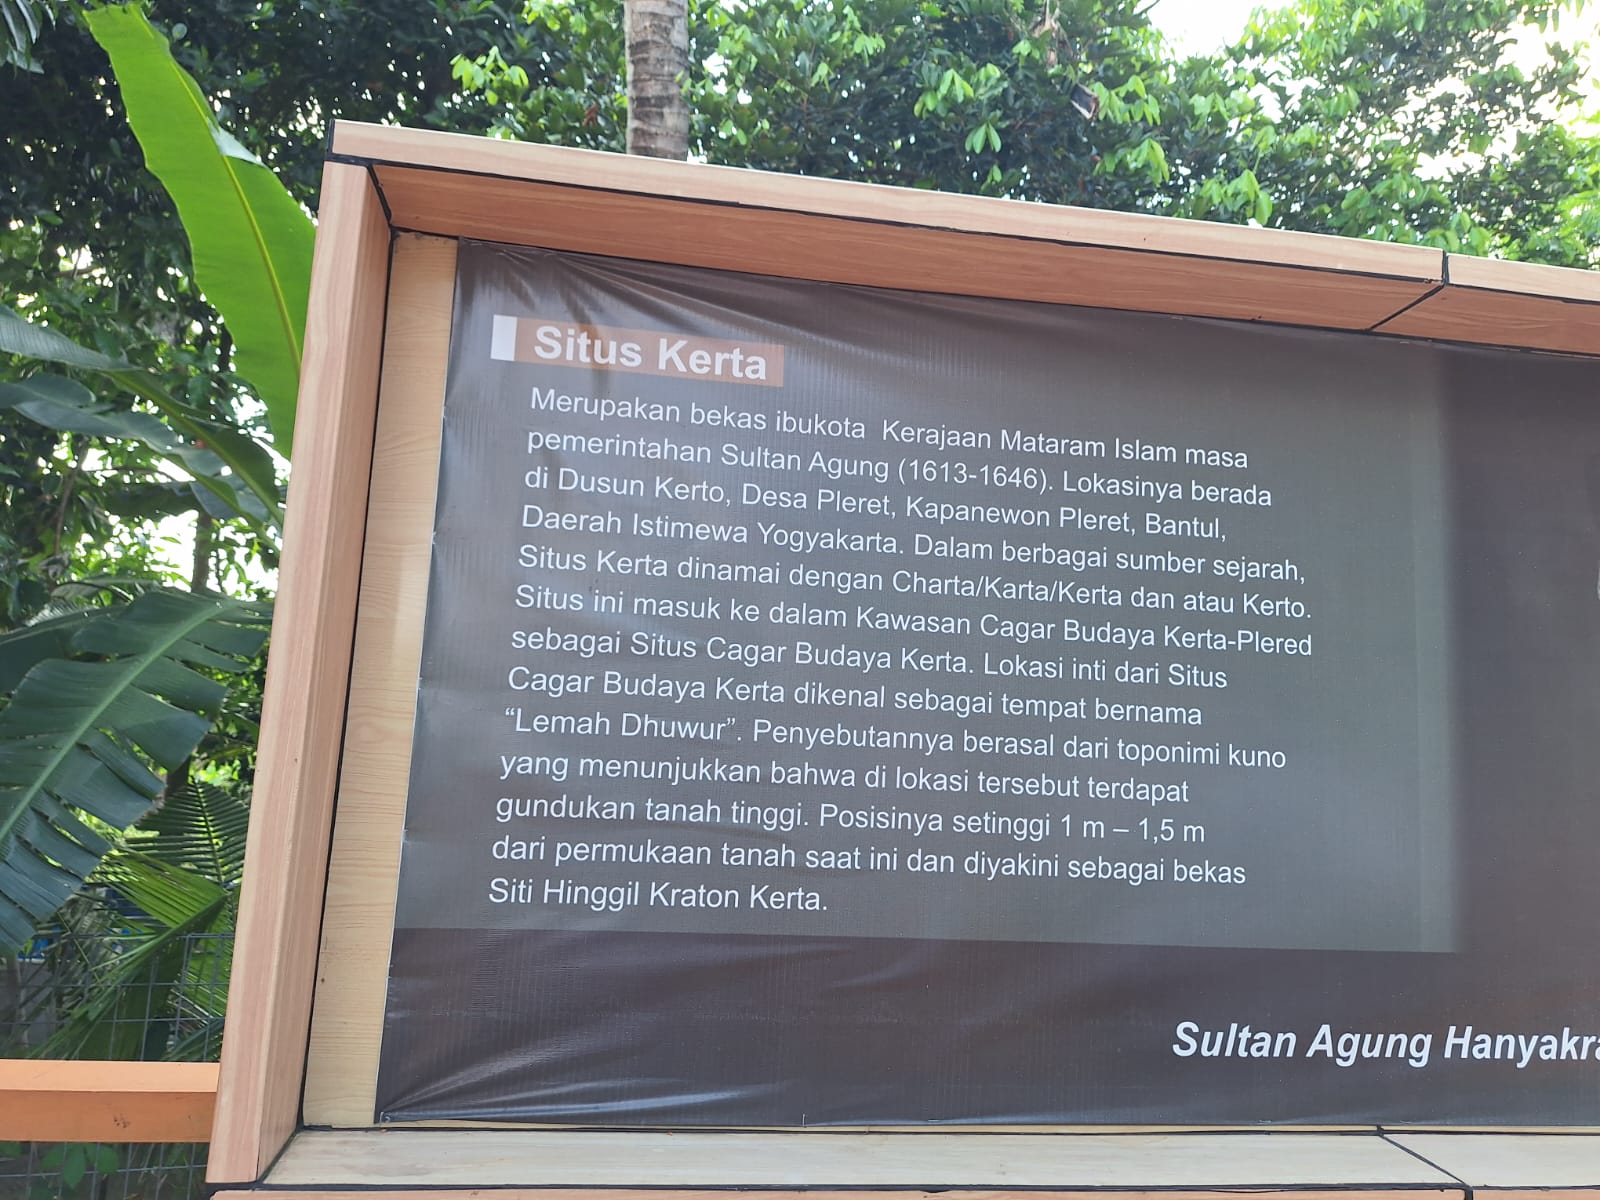 Situs Kerta
Merupakan bekas ibukota Kerajaan Mataram Islam masa
pemerintahan Sultan Agung (1613-1646). Lokasinya berada
di Dusun Kerto, Desa Pleret, Kapanewon Pleret, Bantul,
Daerah Istimewa Yogyakarta. Dalam berbagai sumber sejarah,
Situs Kerta dinamai dengan Charta/Karta/Kerta dan atau Kerto.
Situs ini masuk ke dalam Kawasan Cagar Budaya Kerta-Plered
sebagai Situs Cagar Budaya Kerta. Lokasi inti dari Situs
Cagar Budaya Kerta dikenal sebagai tempat bernama
“Lemah Dhuwur”. Penyebutannya berasal dari toponimi kuno
yang menunjukkan bahwa di lokasi tersebut terdapat
gundukan tanah tinggi. Posisinya setinggi 1 m – 1,5 m
dari permukaan tanah saat ini dan diyakini sebagai bekas
Siti Hinggil Kraton Kerta.
Sultan Agung